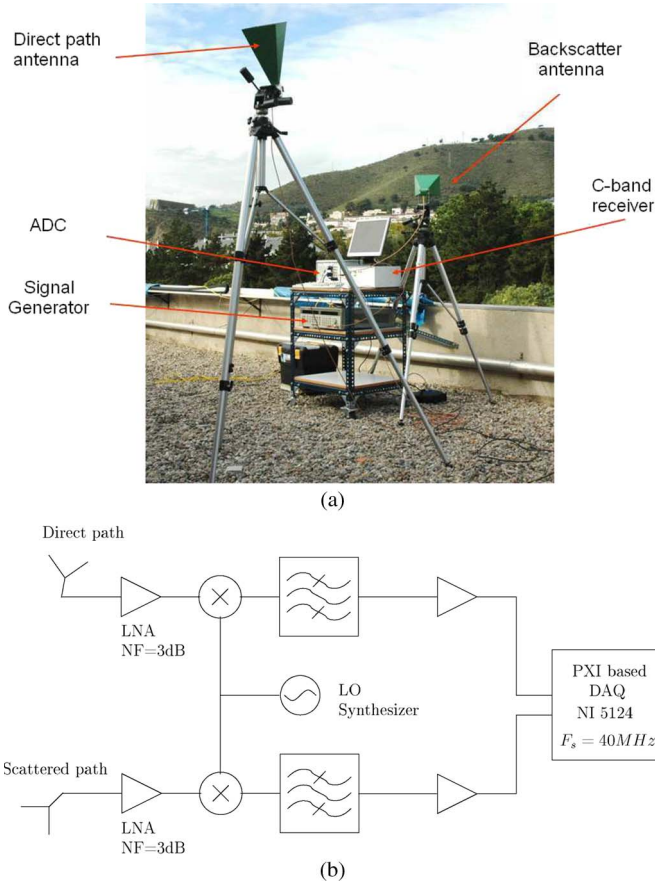 Direct path
antenna
Backscatter
antenna
C-band
receiver
ADC
Signal
Generator
(a)
Direct path
LNA
NF=3dB
LO
Synthesizer
PXI based
DAQ
NI 5124
F_s = 40MHz
Scattered path
LNA
NF=3dB
(b)